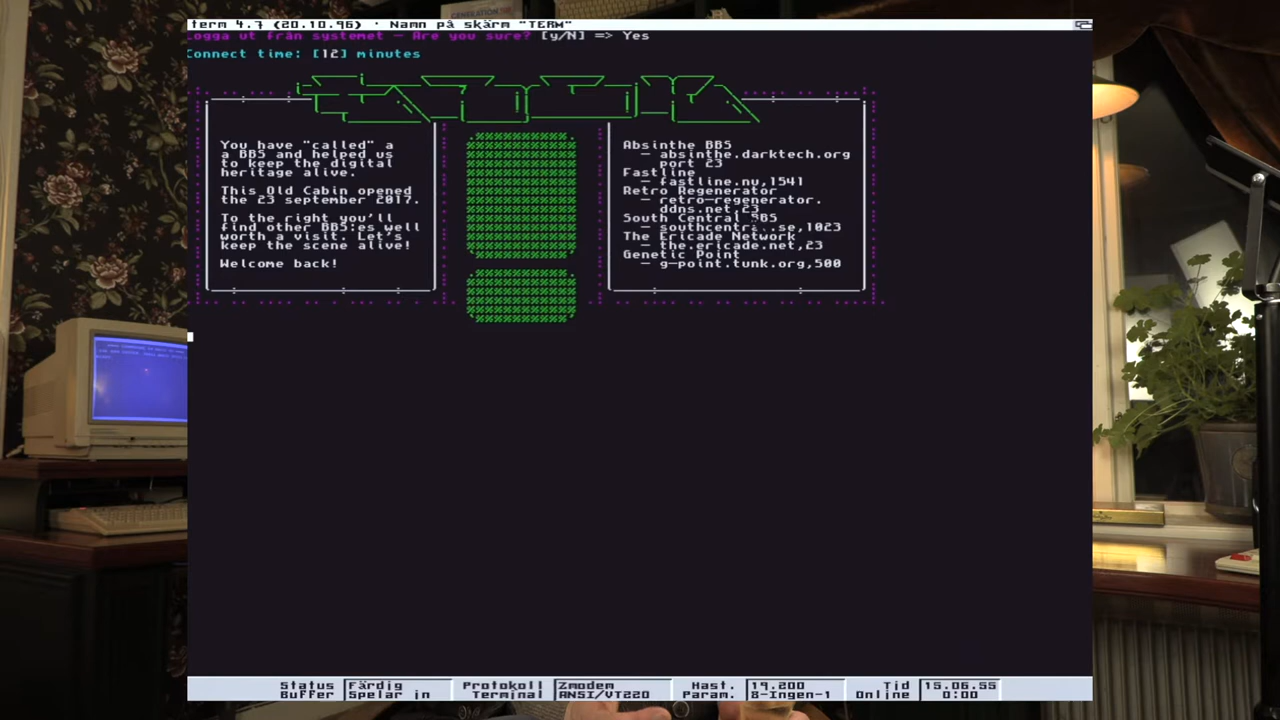 term 4.7 (20.10.96) · Namn på skärm "TERM"
Logga ut från systemet - Are you sure? [y/N] => Yes
Connect time: [12] minutes
You have "called" a
a BBS and helped us
to keep the digital
heritage alive.
This Old Cabin opened
the 23 september 2017.
To the right you'll
find other BBS:es well
worth a visit. Let's
keep the scene alive!
Welcome back!
Absinthe BBS
- absinthe.darktech.org
port 23
Fastline
- fastline.nu,1541
Retro Regenerator
- retro-regenerator.
ddns.net,23
South Central BBS
- southcentral.se,1023
The Ericade Network
- the.ericade.net,23
Genetic Point
- g-point.tunk.org,500
Status Färdig Protokoll Zmodem Hast. 19.200 Tid 15.06.55
Buffer Spelar in Terminal ANSI/VT220 Param. 8-Ingen-1 Online 0:00